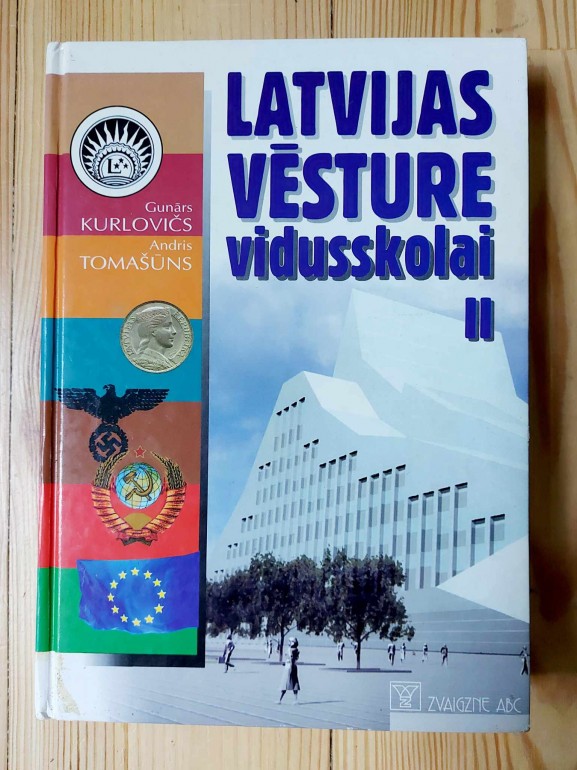 LATVIJAS
VĒSTURE
vidusskolai
II
Gunārs
KURLOVIČS
Andris
TOMAŠŪNS
ZVAIGZNE ABC